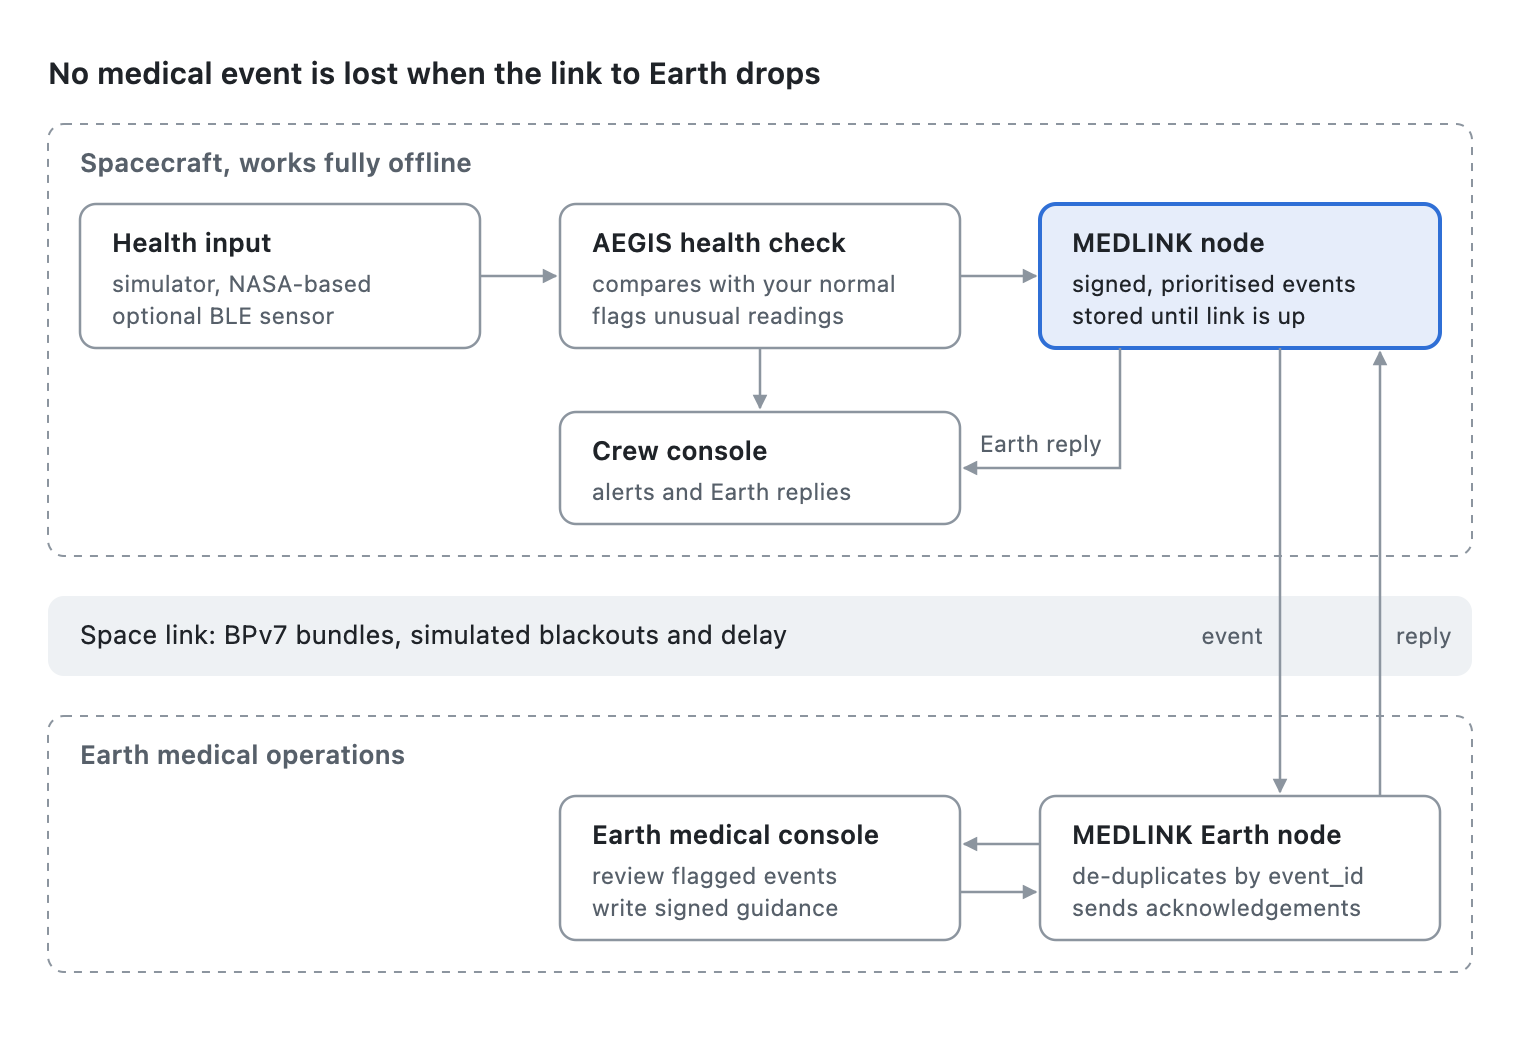 No medical event is lost when the link to Earth drops
Spacecraft, works fully offline
Health input
simulator, NASA-based
optional BLE sensor
AEGIS health check
compares with your normal
flags unusual readings
MEDLINK node
signed, prioritised events
stored until link is up
Crew console
alerts and Earth replies
Earth reply
Space link: BPv7 bundles, simulated blackouts and delay
event
reply
Earth medical operations
Earth medical console
review flagged events
write signed guidance
MEDLINK Earth node
de-duplicates by event_id
sends acknowledgements